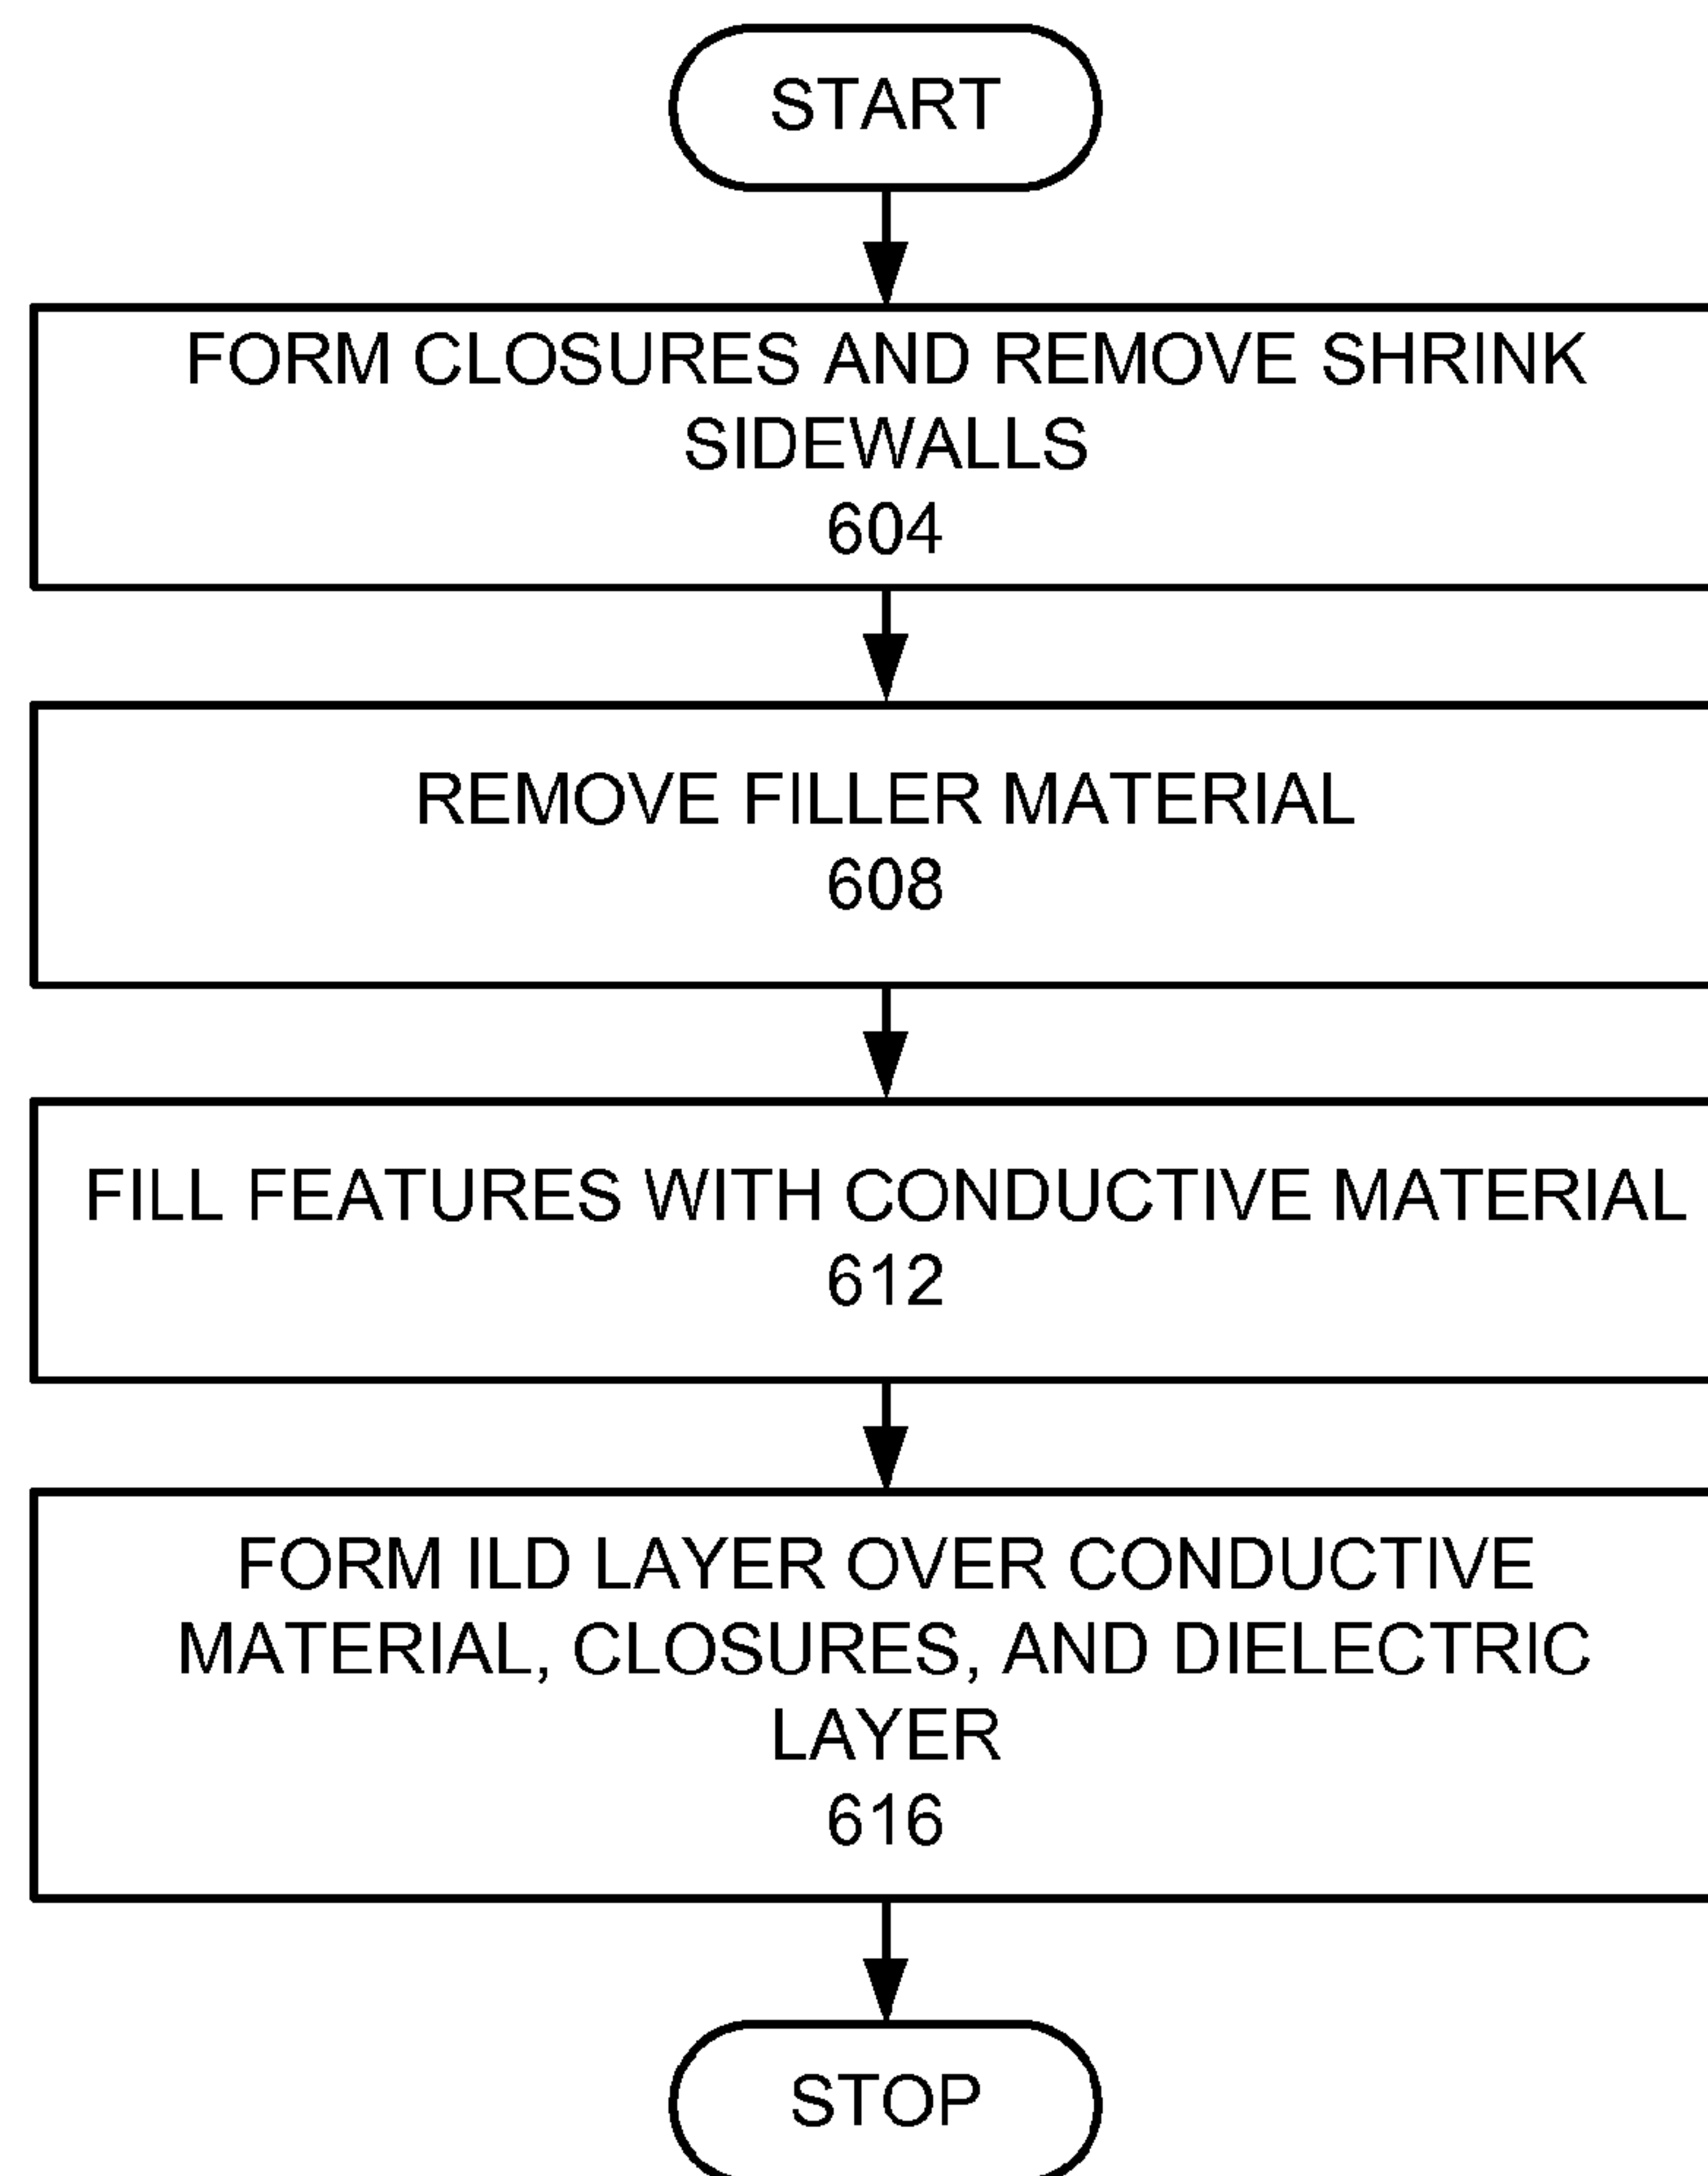 START
FORM CLOSURES AND REMOVE SHRINK
SIDEWALLS
604
REMOVE FILLER MATERIAL
608
FILL FEATURES WITH CONDUCTIVE MATERIAL
612
FORM ILD LAYER OVER CONDUCTIVE
MATERIAL, CLOSURES, AND DIELECTRIC
LAYER
616
STOP